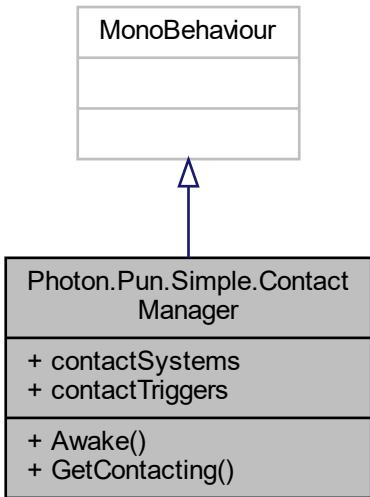 MonoBehaviour
Photon.Pun.Simple.Contact
Manager
+ contactSystems
+ contactTriggers
+ Awake()
+ GetContacting()